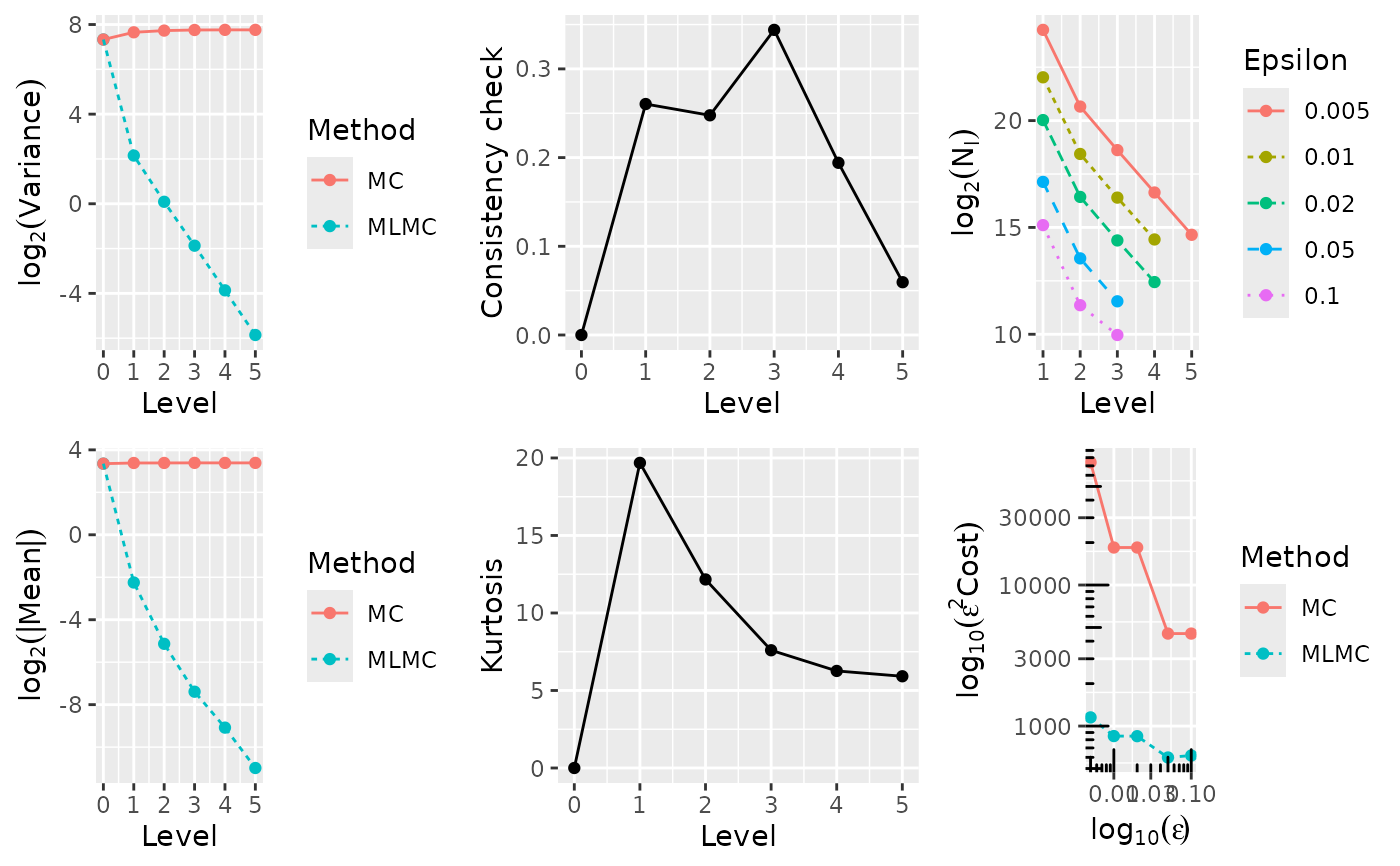 log₂(Variance)
8
4
0
-4
0 1 2 3 4 5
Level
Method
MC
MLMC
Consistency check
0.3
0.2
0.1
0.0
0 1 2 3 4 5
Level
log₂(Nₗ)
20
15
10
1 2 3 4 5
Level
Epsilon
0.005
0.01
0.02
0.05
0.1
log₂(|Mean|)
4
0
-4
-8
0 1 2 3 4 5
Level
Method
MC
MLMC
Kurtosis
20
15
10
5
0
0 1 2 3 4 5
Level
log₁₀(ε²Cost)
30000
10000
3000
1000
0.10
log₁₀(ε)
Method
MC
MLMC